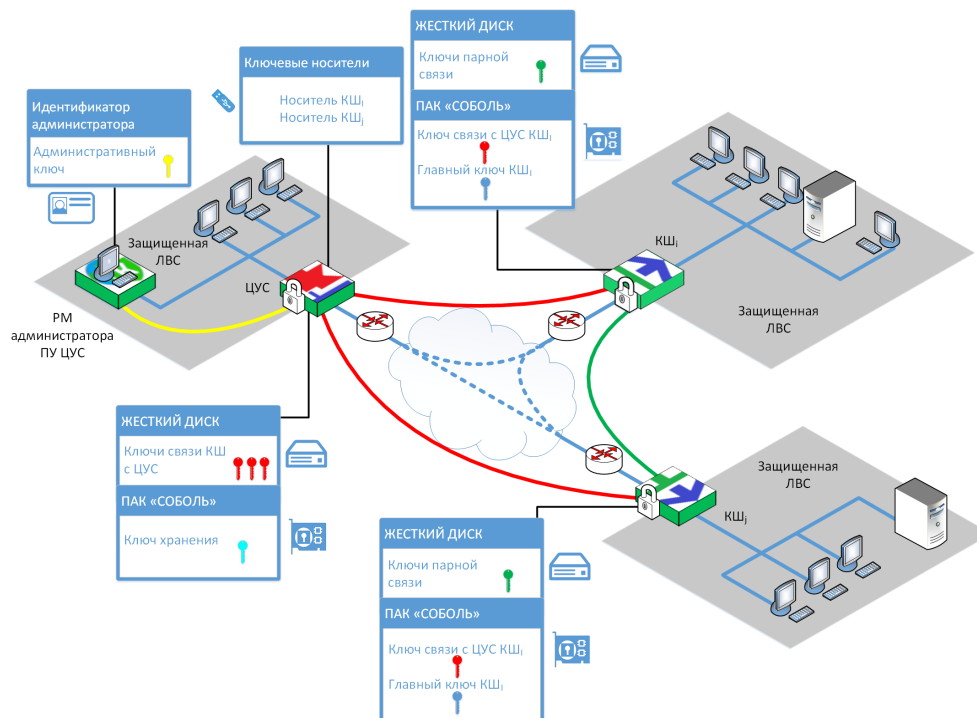 ЖЕСТКИЙ ДИСК
Ключи парной
связи
ПАК «СОБОЛЬ»
Ключ связи с ЦУС КШi
Главный ключ КШi
Ключевые носители
Носитель КШi
Носитель КШj
Идентификатор
администратора
Административный
ключ
Защищенная
ЛВС
ЦУС
РМ
администратора
ПУ ЦУС
КШi
Защищенная
ЛВС
ЖЕСТКИЙ ДИСК
Ключи связи КШ
с ЦУС
ПАК «СОБОЛЬ»
Ключ хранения
Защищенная
ЛВС
КШj
ЖЕСТКИЙ ДИСК
Ключи парной
связи
ПАК «СОБОЛЬ»
Ключ связи с ЦУС КШi
Главный ключ КШi